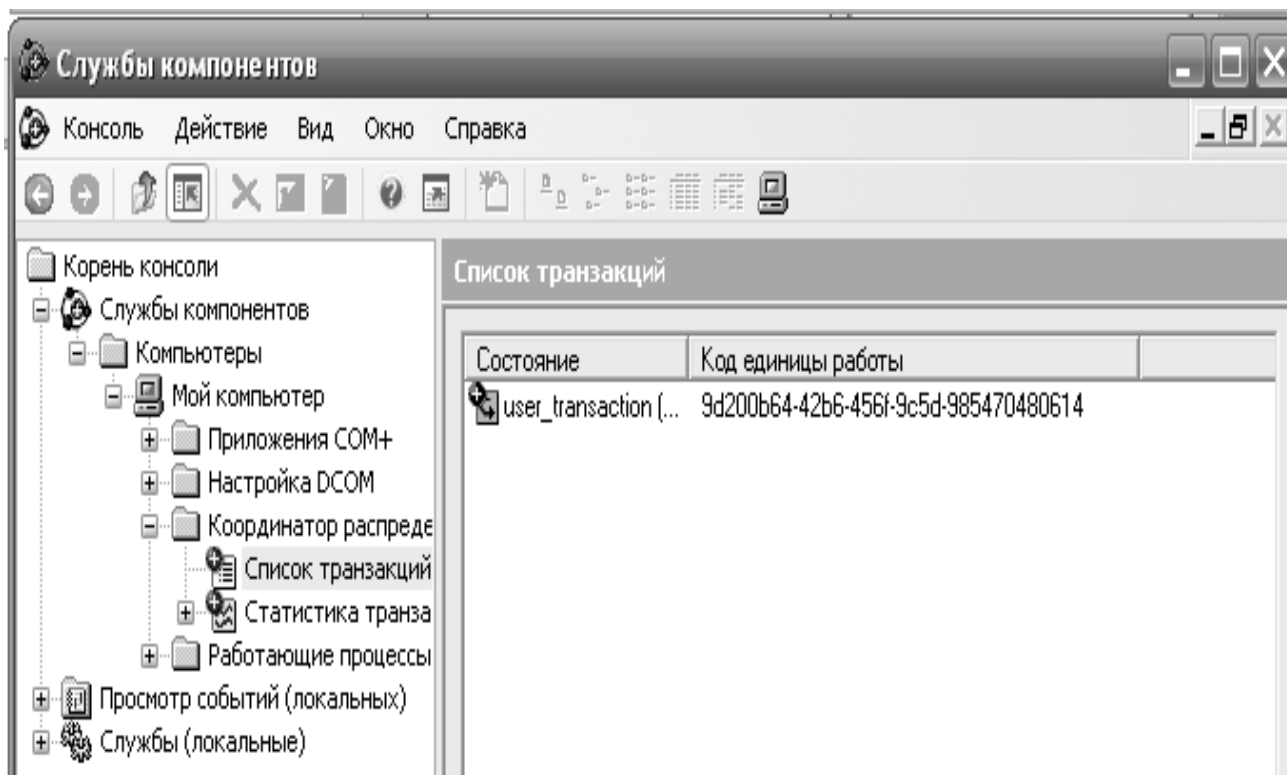 Службы компонентов
Консоль Действие Вид Окно Справка
Корень консоли
Службы компонентов
Компьютеры
Мой компьютер
Приложения COM+
Настройка DCOM
Координатор распреде
Список транзакций
Статистика транза
Работающие процессы
Просмотр событий (локальных)
Службы (локальные)
Список транзакций
Состояние Код единицы работы
user_transaction (... 9d200b64-42b6-456f-9c5d-985470480614